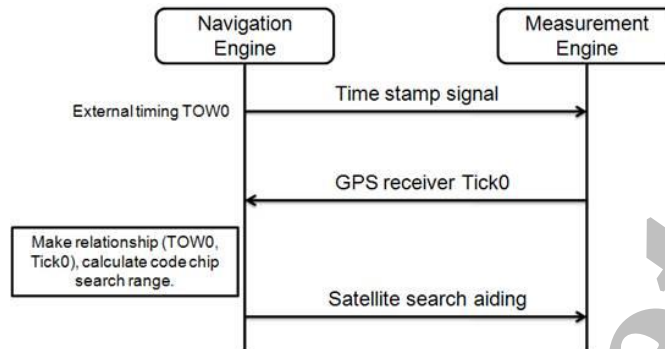 Navigation
Engine
Measurement
Engine
Time stamp signal
External timing TOW0
GPS receiver Tick0
Make relationship (TOW0,
Tick0), calculate code chip
search range.
Satellite search aiding